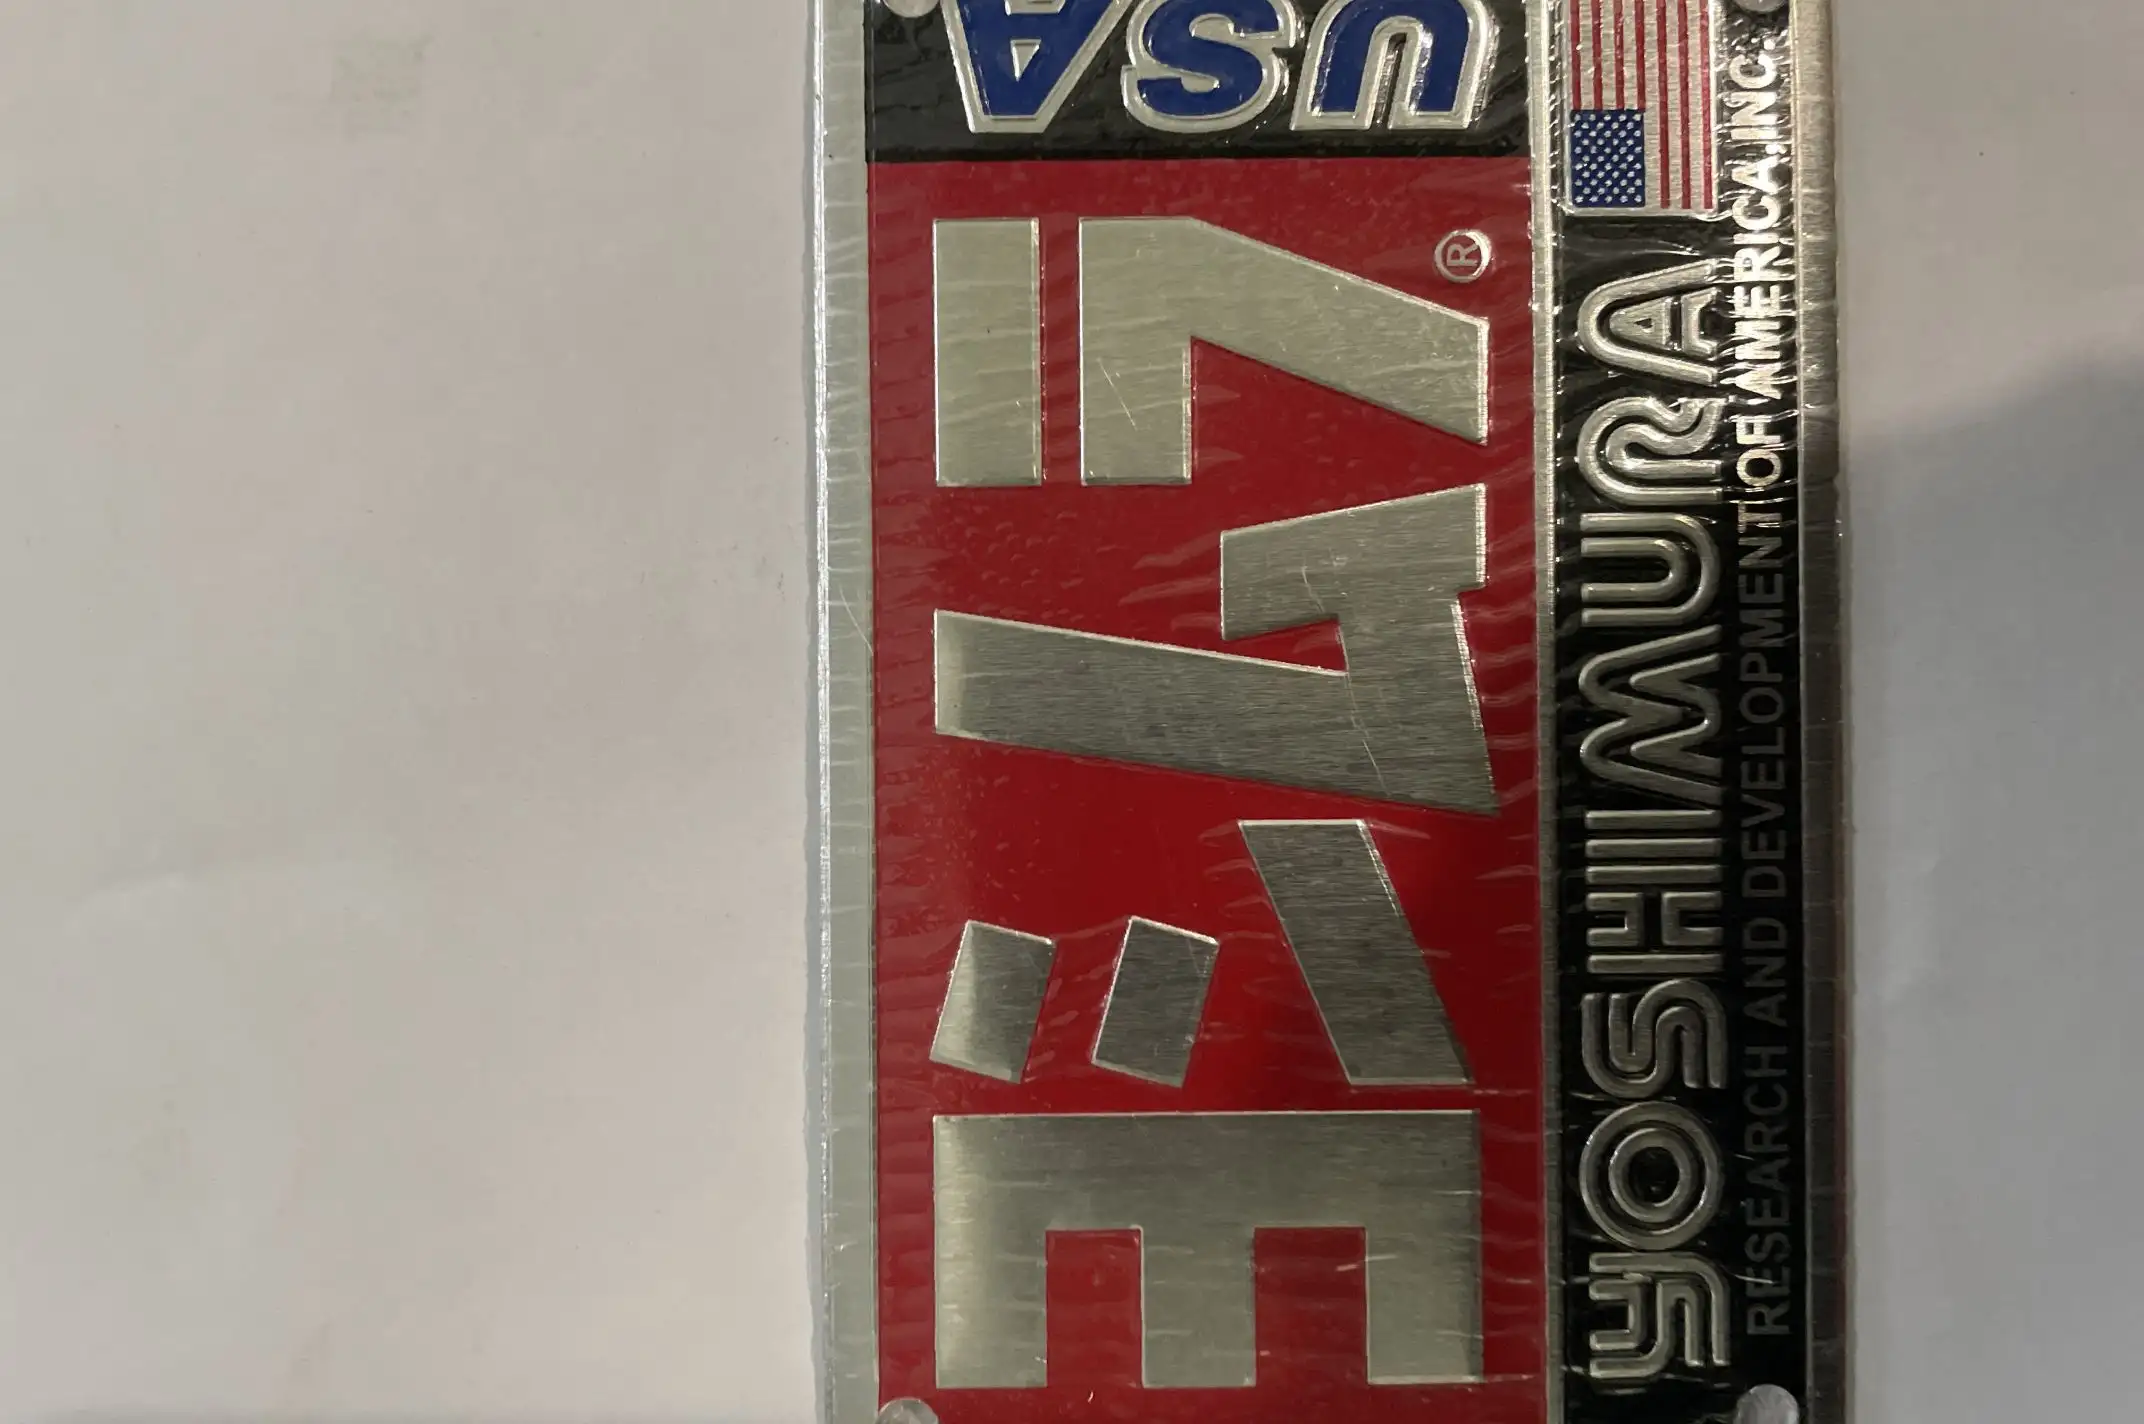 ヨシムラ®
USA
YOSHIMURA
RESEARCH AND DEVELOPMENT OF AMERICA,INC.